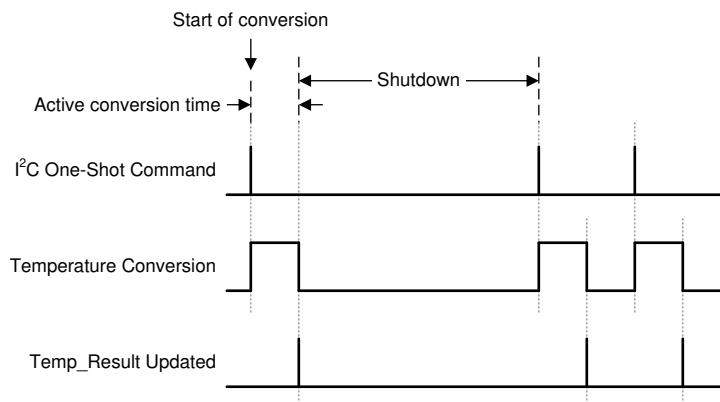 Start of conversion
Shutdown
Active conversion time
I²C One-Shot Command
Temperature Conversion
Temp_Result Updated